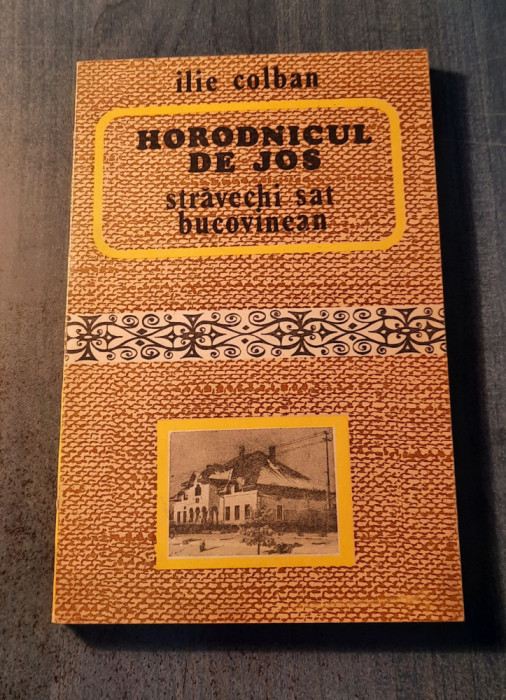 ilie colban
HORODNICUL
DE JOS
străvechi sat
bucovinean